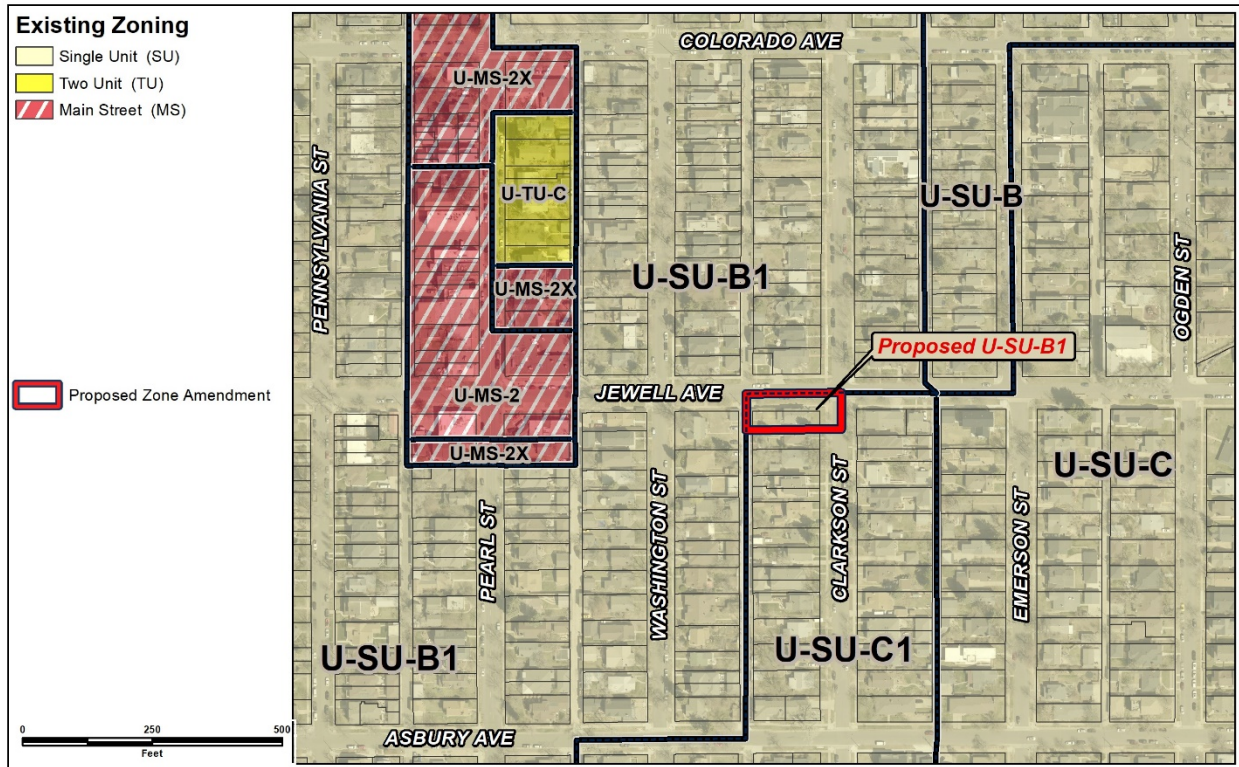 Existing Zoning
Single Unit (SU)
Two Unit (TU)
Main Street (MS)
Proposed Zone Amendment
0 250 500
Feet
COLORADO AVE
U-MS-2X
PENNSYLVANIA ST
U-TU-C
U-SU-B
OGDEN ST
U-MS-2X
U-SU-B1
Proposed U-SU-B1
U-MS-2
JEWELL AVE
U-MS-2X
U-SU-C
PEARL ST
WASHINGTON ST
CLARKSON ST
EMERSON ST
U-SU-B1
U-SU-C1
ASBURY AVE